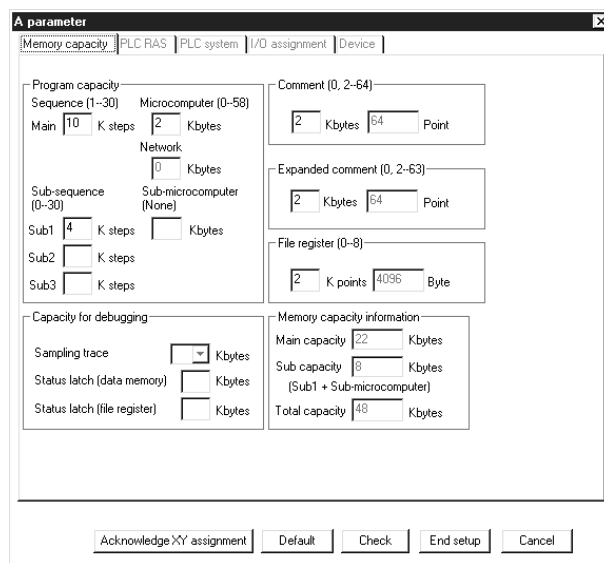 A parameter
Memory capacity PLC RAS PLC system I/O assignment Device
Program capacity
Sequence (1--30) Microcomputer (0--58)
Main 10 K steps 2 Kbytes
Network
0 Kbytes
Sub-sequence Sub-microcomputer
(0--30) (None)
Sub1 4 K steps Kbytes
Sub2 K steps
Sub3 K steps
Comment (0, 2--64)
2 Kbytes 64 Point
Expanded comment (0, 2--63)
2 Kbytes 64 Point
File register (0--8)
2 K points 4096 Byte
Capacity for debugging
Sampling trace Kbytes
Status latch (data memory) Kbytes
Status latch (file register) Kbytes
Memory capacity information
Main capacity 22 Kbytes
Sub capacity 8 Kbytes
(Sub1 + Sub-microcomputer)
Total capacity 48 Kbytes
Acknowledge XY assignment Default Check End setup Cancel